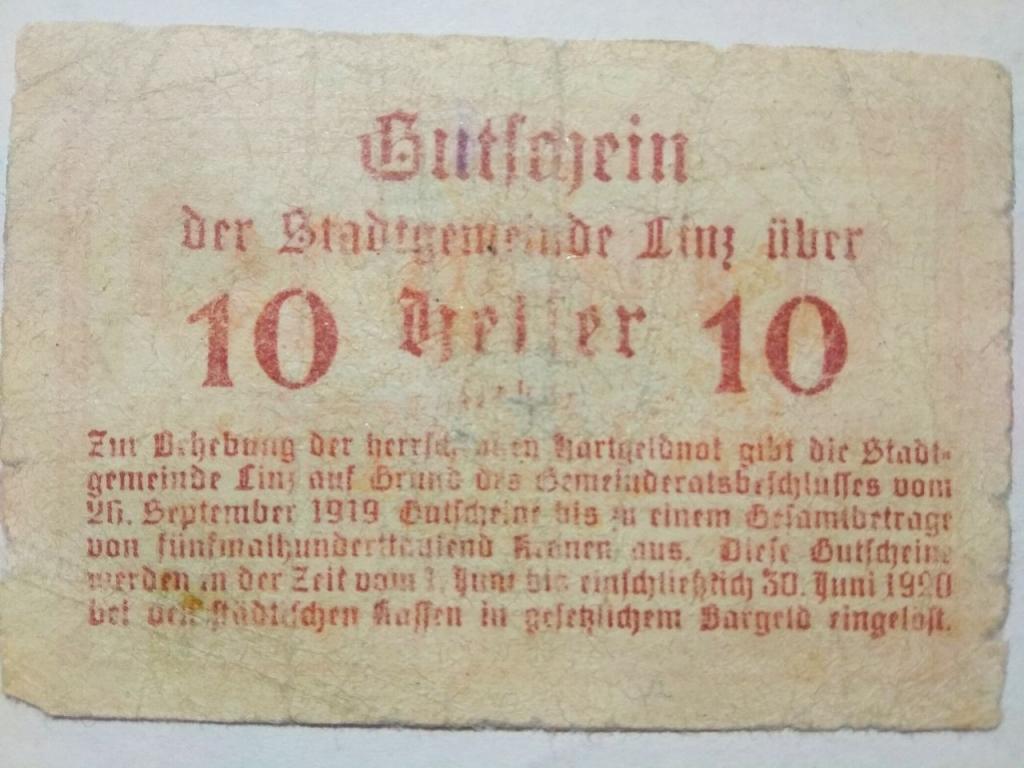 Gutschein
der Stadtgemeinde Linz über
10 Heller 10
Zur Behebung der herrschenden Hartgeldnot gibt die Stadt-
gemeinde Linz auf Grund des Gemeinderatsbeschlusses vom
26. September 1919 Gutscheine bis zu einem Gesamtbetrage
von fünfmalhunderttausend Kronen aus. Diese Gutscheine
werden in der Zeit vom 1. Juni bis einschließlich 30. Juni 1920
bei den städtischen Kassen in gesetzlichem Bargeld eingelöst.